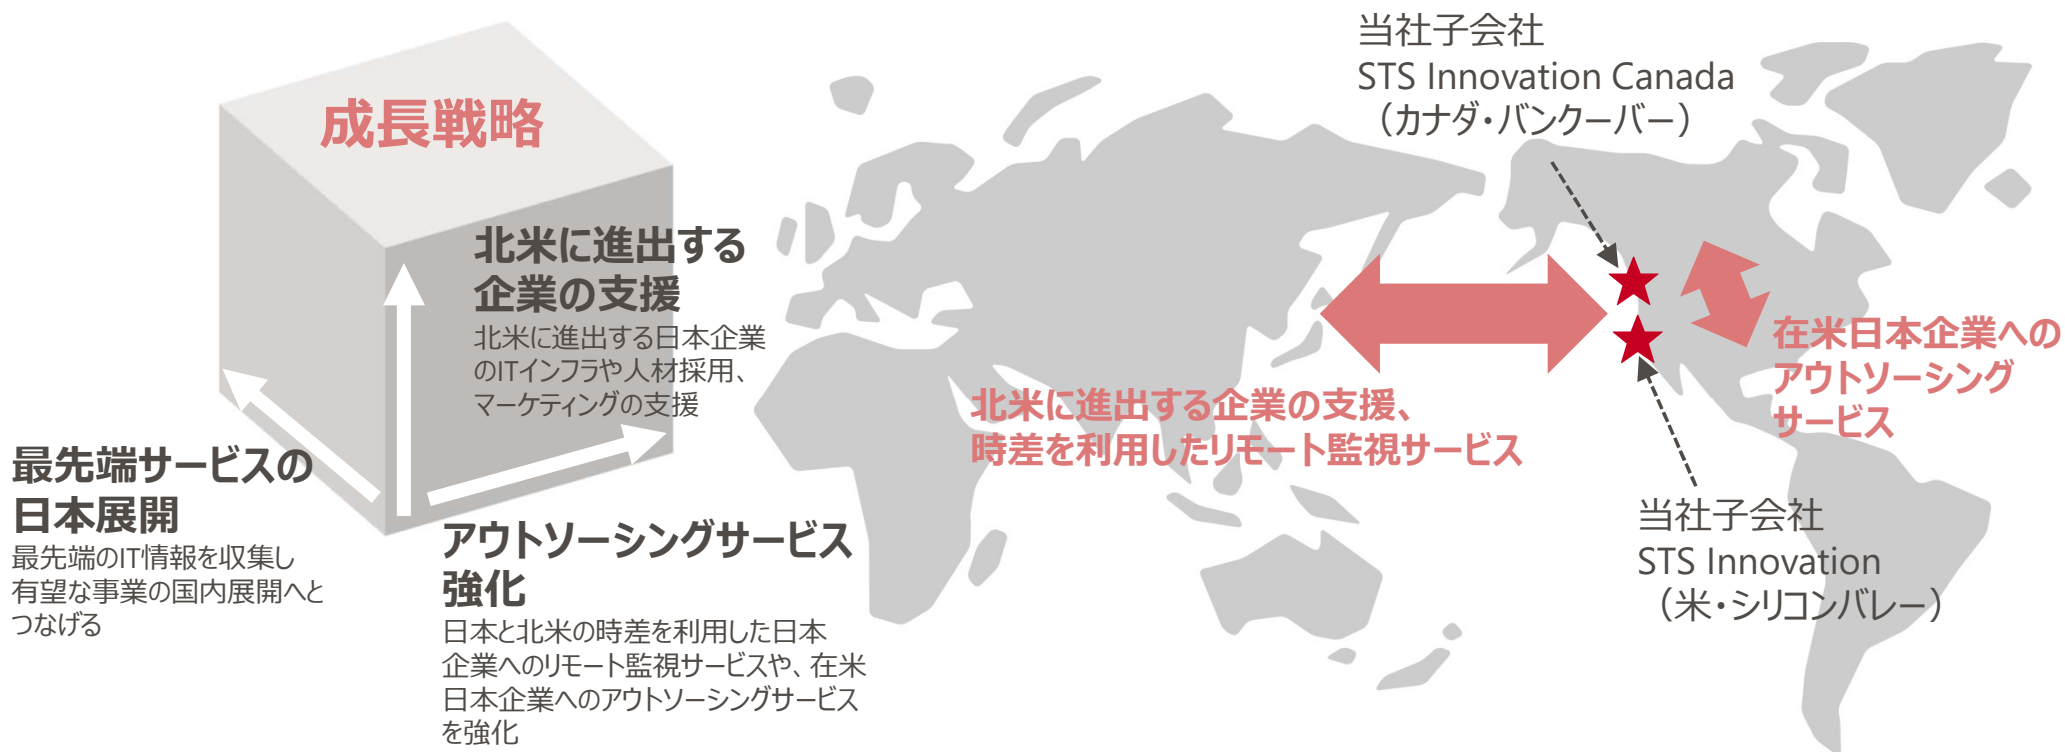 成長戦略
北米に進出する
企業の支援
北米に進出する日本企業
のITインフラや人材採用、
マーケティングの支援
最先端サービスの
日本展開
最先端のIT情報を収集し
有望な事業の国内展開へと
つなげる
アウトソーシングサービス
強化
日本と北米の時差を利用した日本
企業へのリモート監視サービスや、在米
日本企業へのアウトソーシングサービス
を強化
当社子会社
STS Innovation Canada
（カナダ・バンクーバー）
北米に進出する企業の支援、
時差を利用したリモート監視サービス
在米日本企業への
アウトソーシング
サービス
当社子会社
STS Innovation
（米・シリコンバレー）